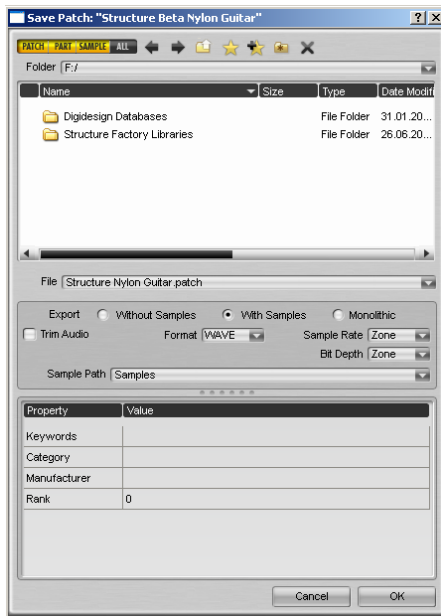 Save Patch: "Structure Beta Nylon Guitar"
PATCH PART SAMPLE ALL
Folder F:/
Name Size Type Date Modifi
Digidesign Databases File Folder 31.01.20...
Structure Factory Libraries File Folder 26.06.20...
File Structure Nylon Guitar.patch
Export Without Samples With Samples Monolithic
Trim Audio Format WAVE Sample Rate Zone
Bit Depth Zone
Sample Path Samples
Property Value
Keywords
Category
Manufacturer
Rank 0
Cancel OK